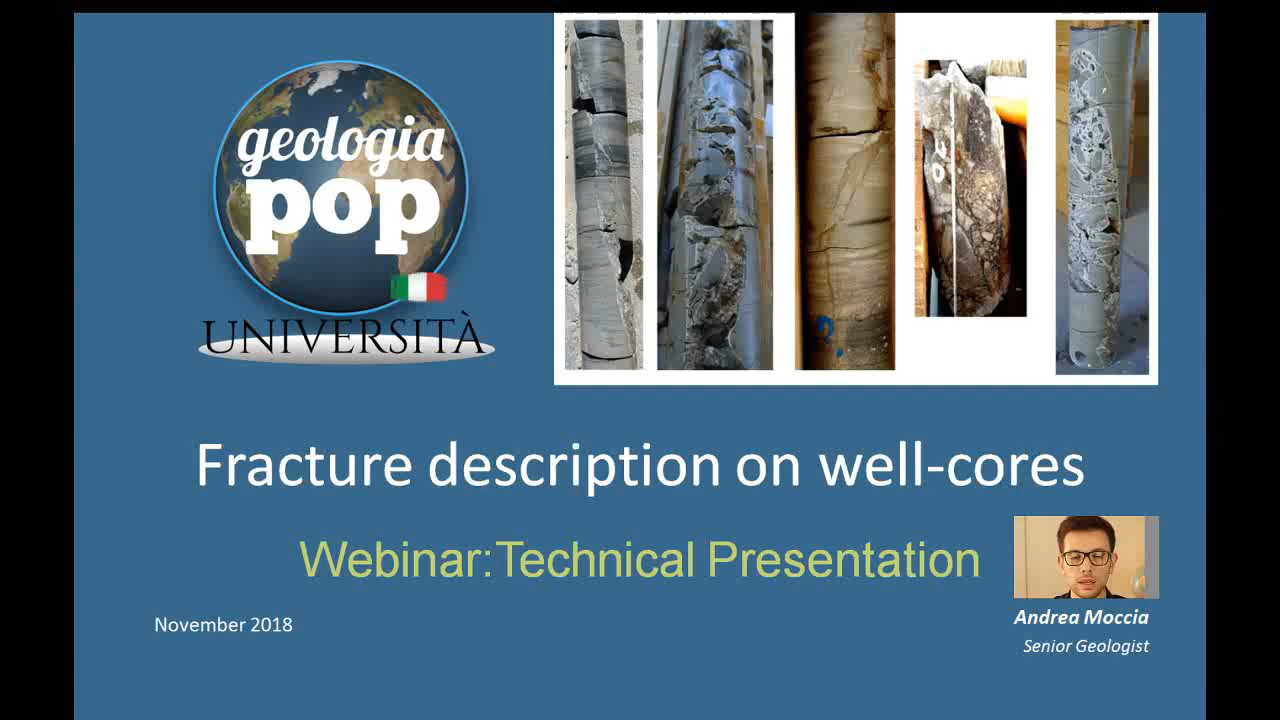 geologia
pop
UNIVERSITÀ
Fracture description on well-cores
Webinar:Technical Presentation
November 2018
Andrea Moccia
Senior Geologist